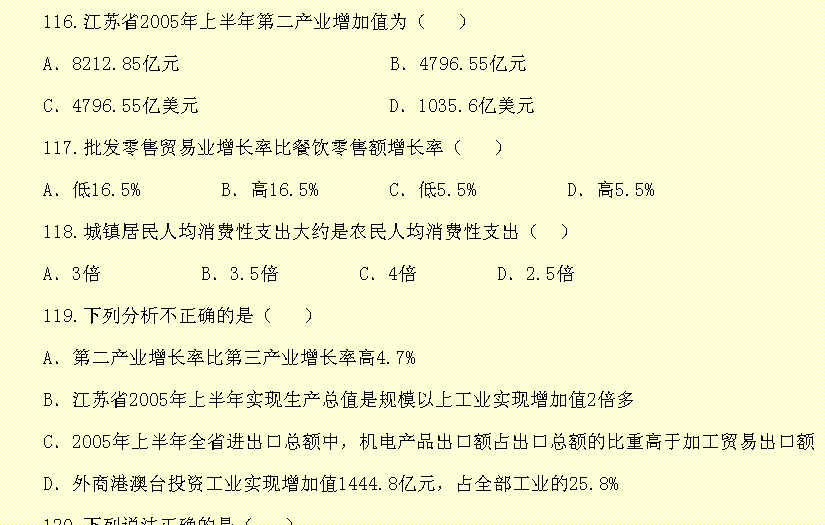 116.江苏省2005年上半年第二产业增加值为（　　）
A. 8212.85亿元 B. 4796.55亿元
C. 4796.55亿美元 D. 1035.6亿美元
117.批发零售贸易业增长率比餐饮零售额增长率（　　）
A. 低16.5% B. 高16.5% C. 低5.5% D. 高5.5%
118.城镇居民人均消费性支出大约是农民人均消费性支出（　）
A. 3倍 B. 3.5倍 C. 4倍 D. 2.5倍
119.下列分析不正确的是（　　）
A. 第二产业增长率比第三产业增长率高4.7%
B. 江苏省2005年上半年实现生产总值是规模以上工业实现增加值2倍多
C. 2005年上半年全省进出口总额中，机电产品出口额占出口总额的比重高于加工贸易出口额
D. 外商港澳台投资工业实现增加值1444.8亿元，占全部工业的25.8%
120.下列说法正确的是（　　）